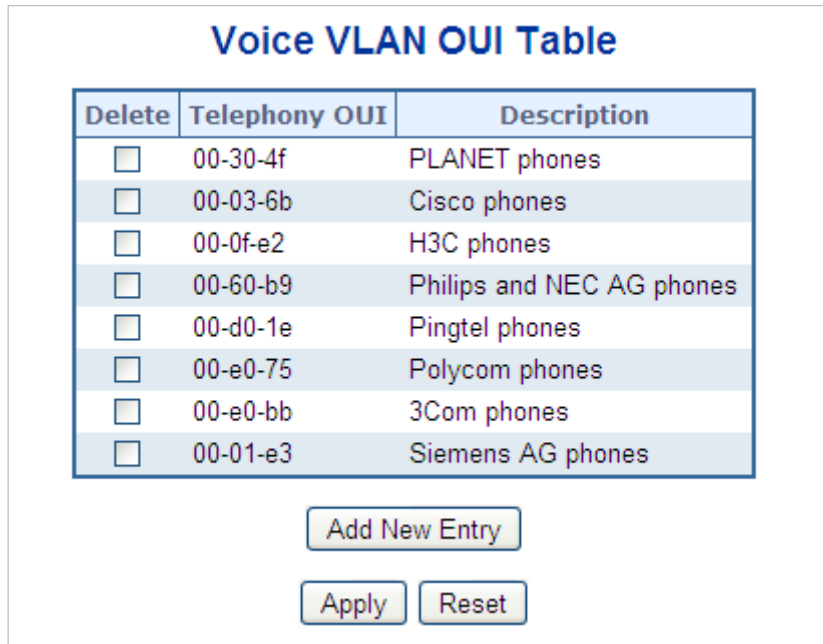 Voice VLAN OUI Table
Delete Telephony OUI Description
00-30-4f PLANET phones
00-03-6b Cisco phones
00-0f-e2 H3C phones
00-60-b9 Philips and NEC AG phones
00-d0-1e Pingtel phones
00-e0-75 Polycom phones
00-e0-bb 3Com phones
00-01-e3 Siemens AG phones
Add New Entry
Apply Reset